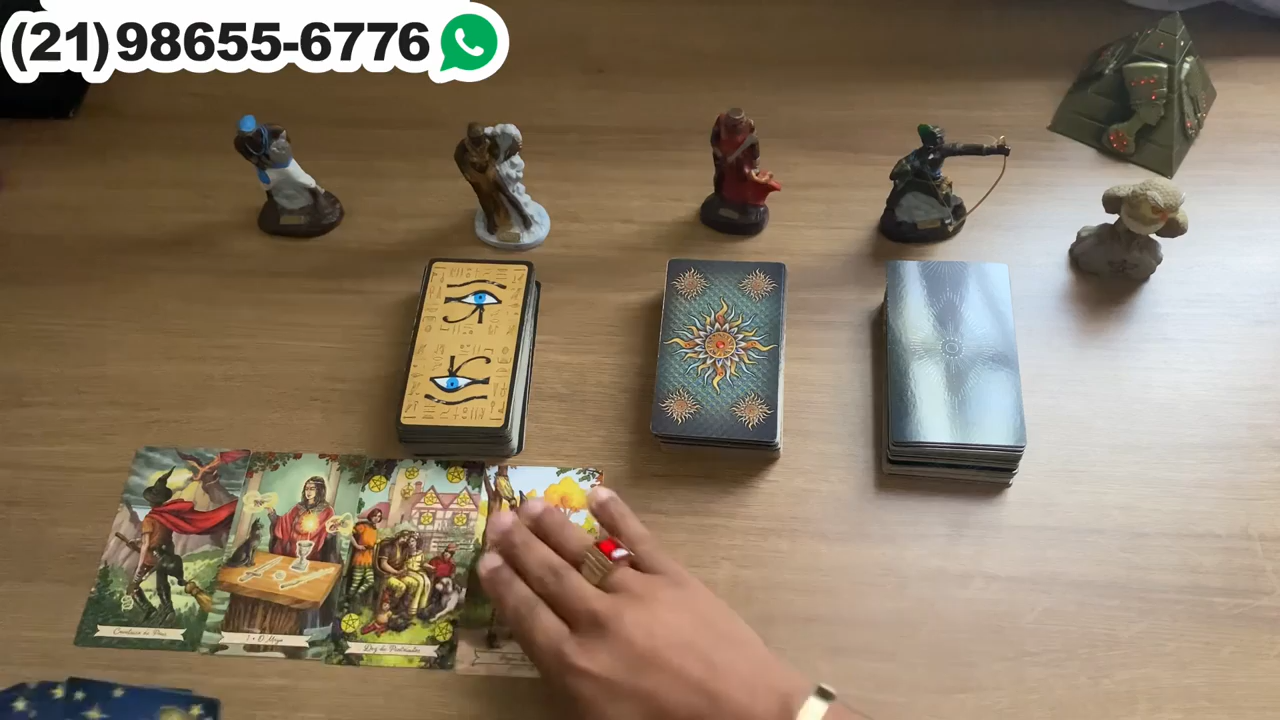 (21)98655-6776
Cavaleiro de Paus
I • O Mago
Dez de Pentáculos